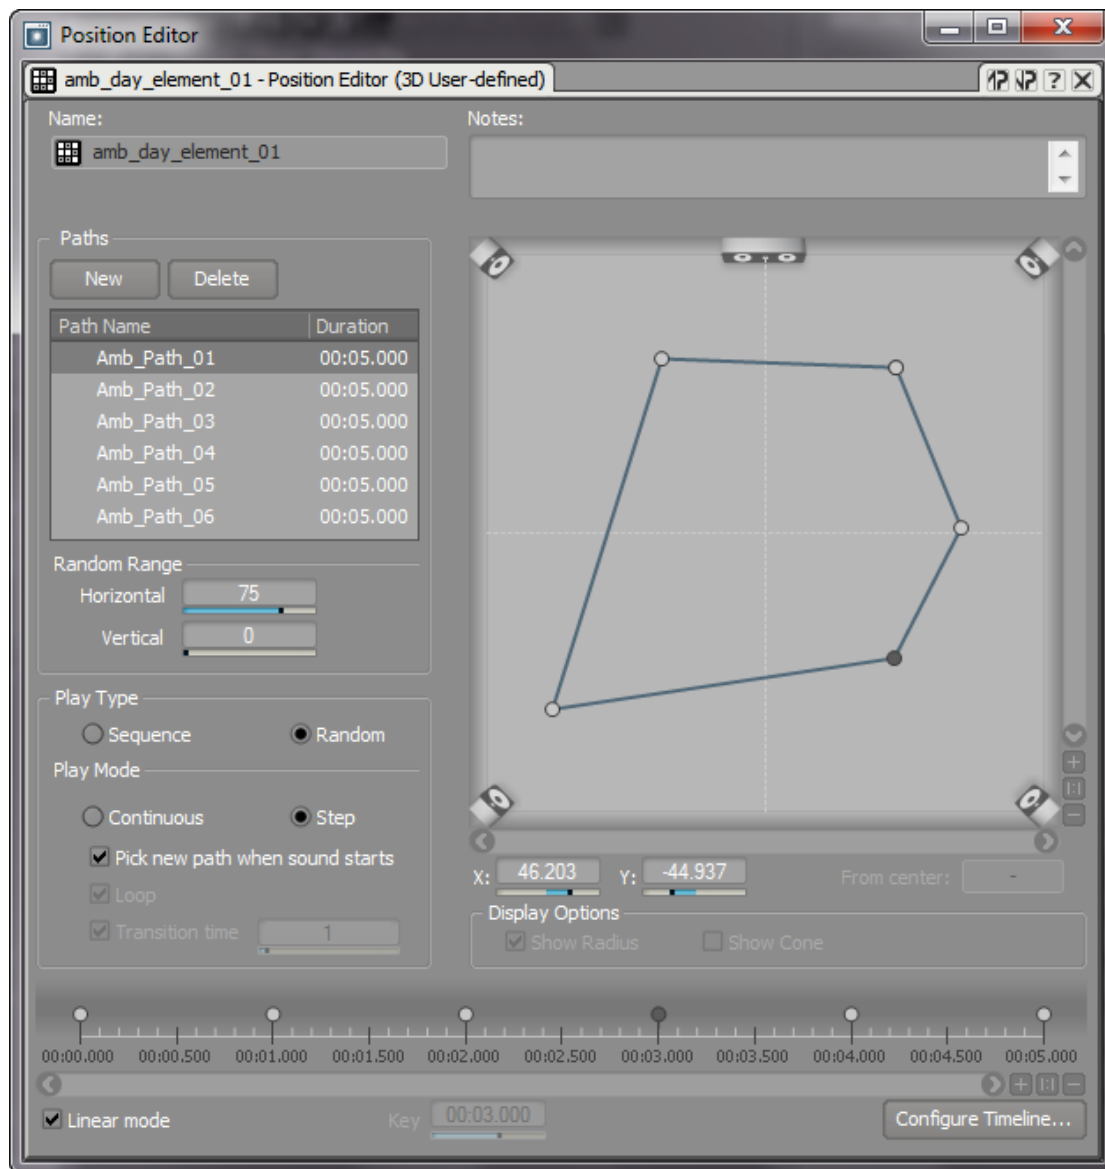 Position Editor
amb_day_element_01 - Position Editor (3D User-defined)
Name:
Notes:
amb_day_element_01
Paths
New Delete
Path Name Duration
Amb_Path_01 00:05.000
Amb_Path_02 00:05.000
Amb_Path_03 00:05.000
Amb_Path_04 00:05.000
Amb_Path_05 00:05.000
Amb_Path_06 00:05.000
Random Range
Horizontal 75
Vertical 0
Play Type
Sequence Random
Play Mode
Continuous Step
Pick new path when sound starts
Loop
Transition time 1
X: 46.203 Y: -44.937 From center: -
Display Options
Show Radius Show Cone
00:00.000 00:00.500 00:01.000 00:01.500 00:02.000 00:02.500 00:03.000 00:03.500 00:04.000 00:04.500 00:05.000
Linear mode Key 00:03.000 Configure Timeline...